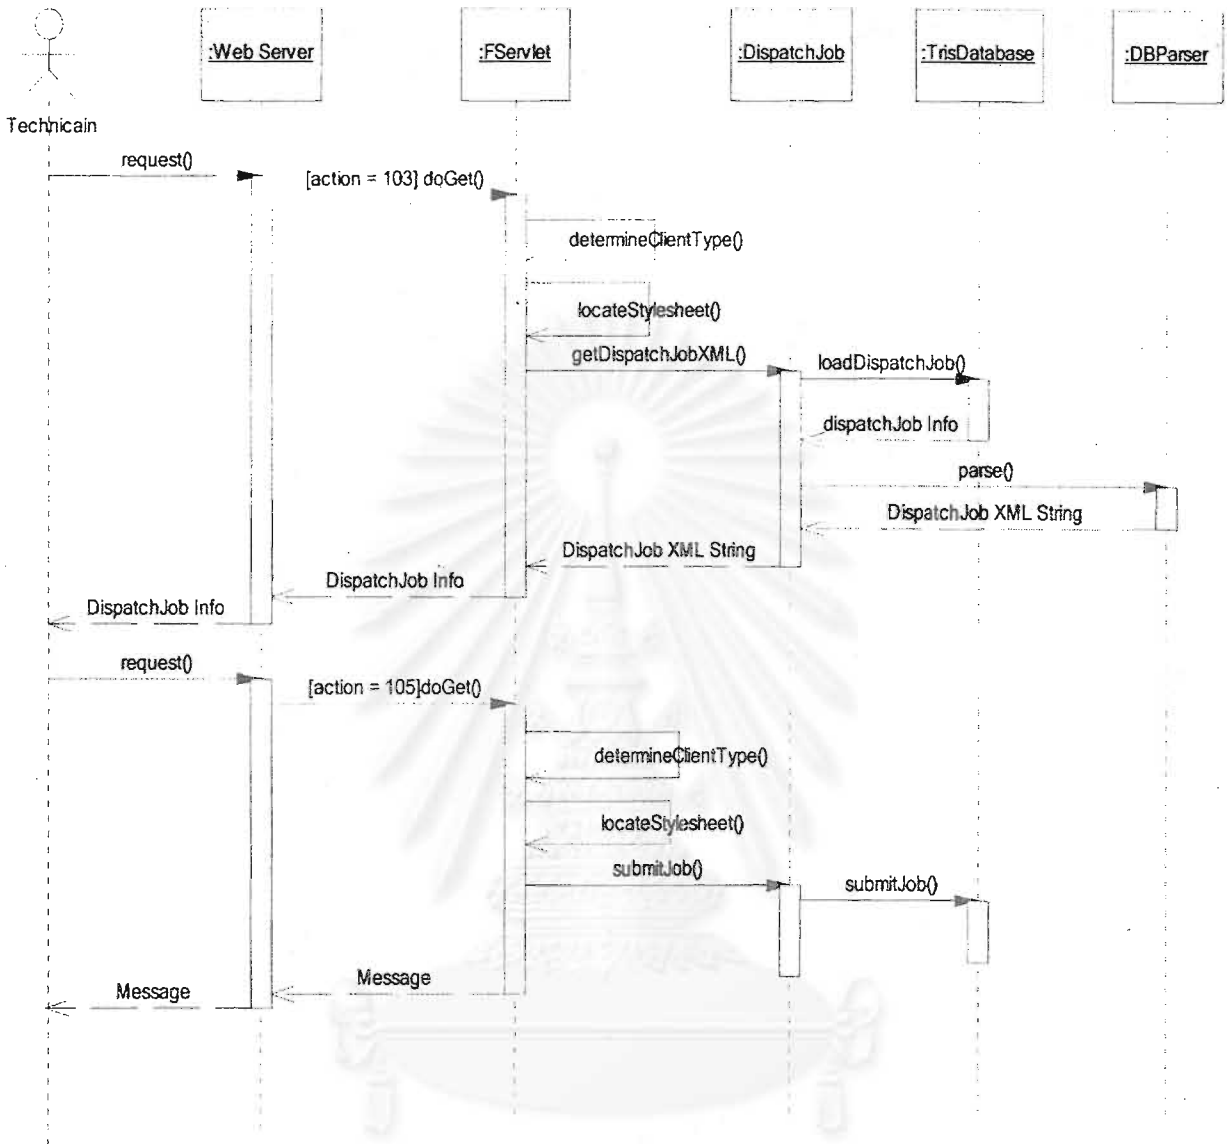 :Web Server
:FServlet
:DispatchJob
:TrisDatabase
:DBParser
Technicain
request()
[action = 103] doGet()
determineClientType()
locateStylesheet()
getDispatchJobXML()
loadDispatchJob()
dispatchJob Info
parse()
DispatchJob XML String
DispatchJob XML String
DispatchJob Info
DispatchJob Info
request()
[action = 105]doGet()
determineClientType()
locateStylesheet()
submitJob()
submitJob()
Message
Message